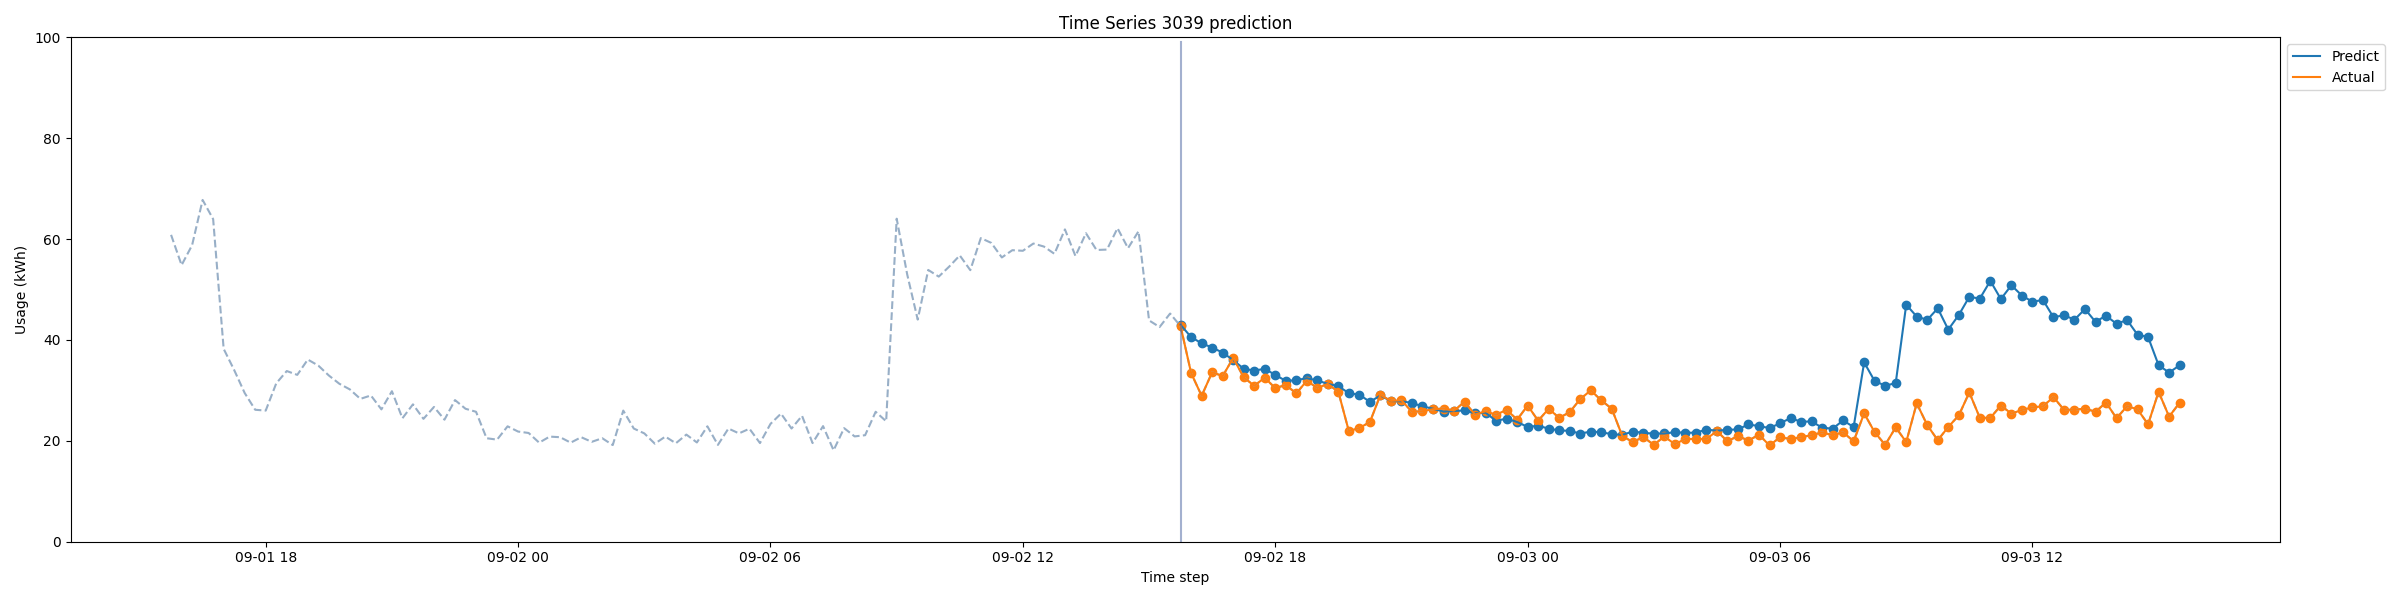 Time Series 3039 prediction
100
80
60
40
20
0
Usage (kWh)
09-01 18
09-02 00
09-02 06
09-02 12
09-02 18
09-03 00
09-03 06
09-03 12
Time step
Predict
Actual